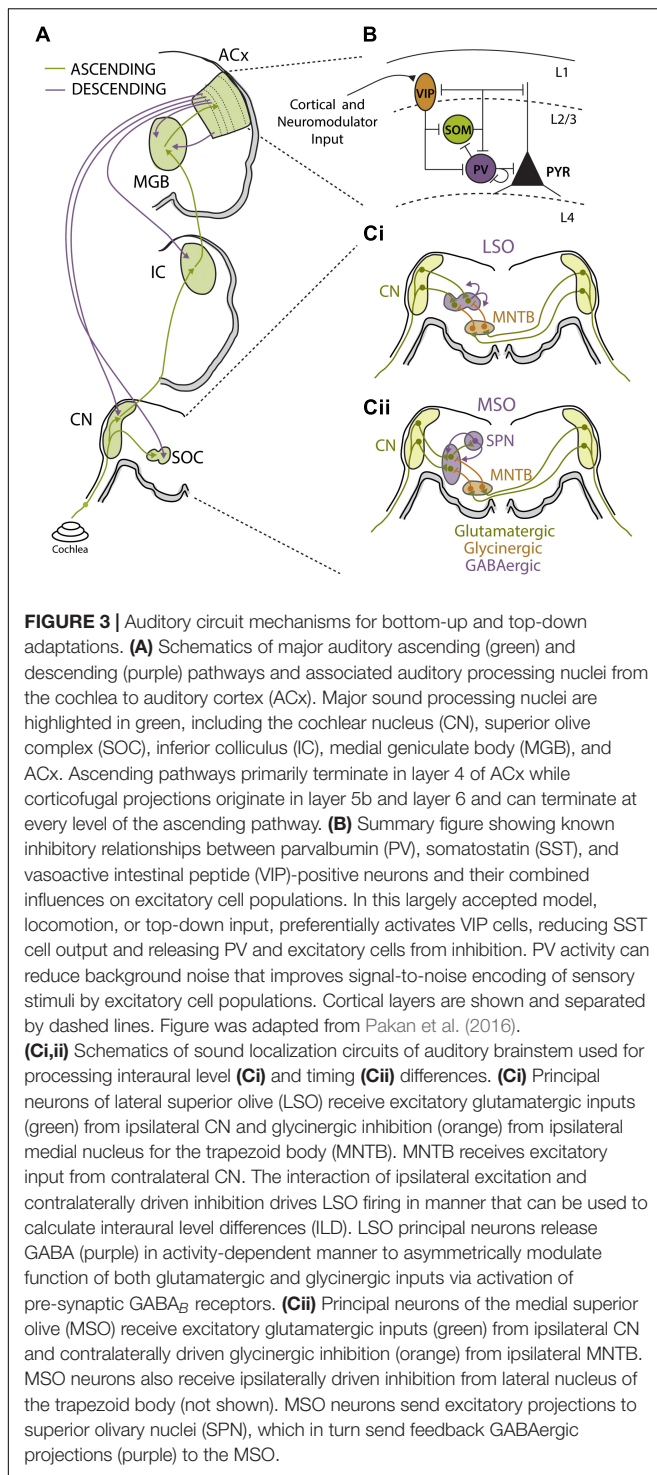 A
ASCENDING
DESCENDING
ACx
MGB
IC
CN
SOC
Cochlea
B
L1
VIP
Cortical and
Neuromodulator
Input
L2/3
SOM
PV
PYR
L4
Ci
LSO
CN
MNTB
Cii
MSO
CN
SPN
MNTB
Glutamatergic
Glycinergic
GABAergic
FIGURE 3 | Auditory circuit mechanisms for bottom-up and top-down
adaptations. (A) Schematics of major auditory ascending (green) and
descending (purple) pathways and associated auditory processing nuclei from
the cochlea to auditory cortex (ACx). Major sound processing nuclei are
highlighted in green, including the cochlear nucleus (CN), superior olive
complex (SOC), inferior colliculus (IC), medial geniculate body (MGB), and
ACx. Ascending pathways primarily terminate in layer 4 of ACx while
corticofugal projections originate in layer 5b and layer 6 and can terminate at
every level of the ascending pathway. (B) Summary figure showing known
inhibitory relationships between parvalbumin (PV), somatostatin (SST), and
vasoactive intestinal peptide (VIP)-positive neurons and their combined
influences on excitatory cell populations. In this largely accepted model,
locomotion, or top-down input, preferentially activates VIP cells, reducing SST
cell output and releasing PV and excitatory cells from inhibition. PV activity can
reduce background noise that improves signal-to-noise encoding of sensory
stimuli by excitatory cell populations. Cortical layers are shown and separated
by dashed lines. Figure was adapted from Pakan et al. (2016).
(Ci,ii) Schematics of sound localization circuits of auditory brainstem used for
processing interaural level (Ci) and timing (Cii) differences. (Ci) Principal
neurons of lateral superior olive (LSO) receive excitatory glutamatergic inputs
(green) from ipsilateral CN and glycinergic inhibition (orange) from ipsilateral
medial nucleus for the trapezoid body (MNTB). MNTB receives excitatory
input from contralateral CN. The interaction of ipsilateral excitation and
contralaterally driven inhibition drives LSO firing in manner that can be used to
calculate interaural level differences (ILD). LSO principal neurons release
GABA (purple) in activity-dependent manner to asymmetrically modulate
function of both glutamatergic and glycinergic inputs via activation of
pre-synaptic GABAB receptors. (Cii) Principal neurons of the medial superior
olive (MSO) receive excitatory glutamatergic inputs (green) from ipsilateral CN
and contralaterally driven glycinergic inhibition (orange) from ipsilateral MNTB.
MSO neurons also receive ipsilaterally driven inhibition from lateral nucleus of
the trapezoid body (not shown). MSO neurons send excitatory projections to
superior olivary nuclei (SPN), which in turn send feedback GABAergic
projections (purple) to the MSO.